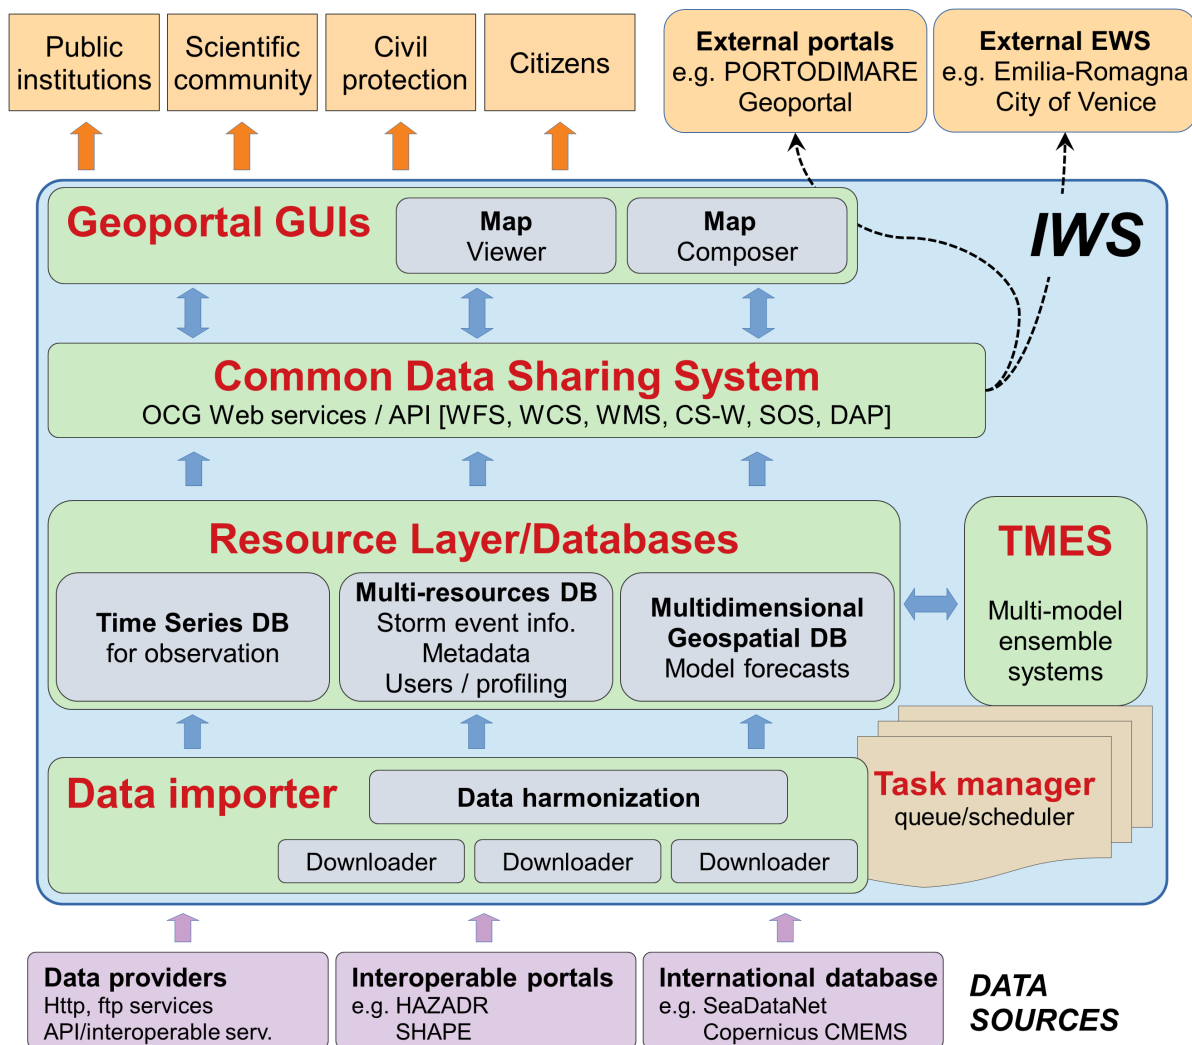 Public
institutions
Scientific
community
Civil
protection
Citizens
External portals
e.g. PORTODIMARE
Geoportal
External EWS
e.g. Emilia-Romagna
City of Venice
IWS
Geoportal GUIs
Map
Viewer
Map
Composer
Common Data Sharing System
OCG Web services / API [WFS, WCS, WMS, CS-W, SOS, DAP]
Resource Layer/Databases
Time Series DB
for observation
Multi-resources DB
Storm event info.
Metadata
Users / profiling
Multidimensional
Geospatial DB
Model forecasts
TMES
Multi-model
ensemble
systems
Data importer
Data harmonization
Downloader
Downloader
Downloader
Task manager
queue/scheduler
Data providers
Http, ftp services
API/interoperable serv.
Interoperable portals
e.g. HAZADR
SHAPE
International database
e.g. SeaDataNet
Copernicus CMEMS
DATA
SOURCES